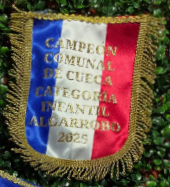 CAMPEÓN
COMUNAL
DE CUECA
CATEGORÍA
INFANTIL
ALGARROBO
2025